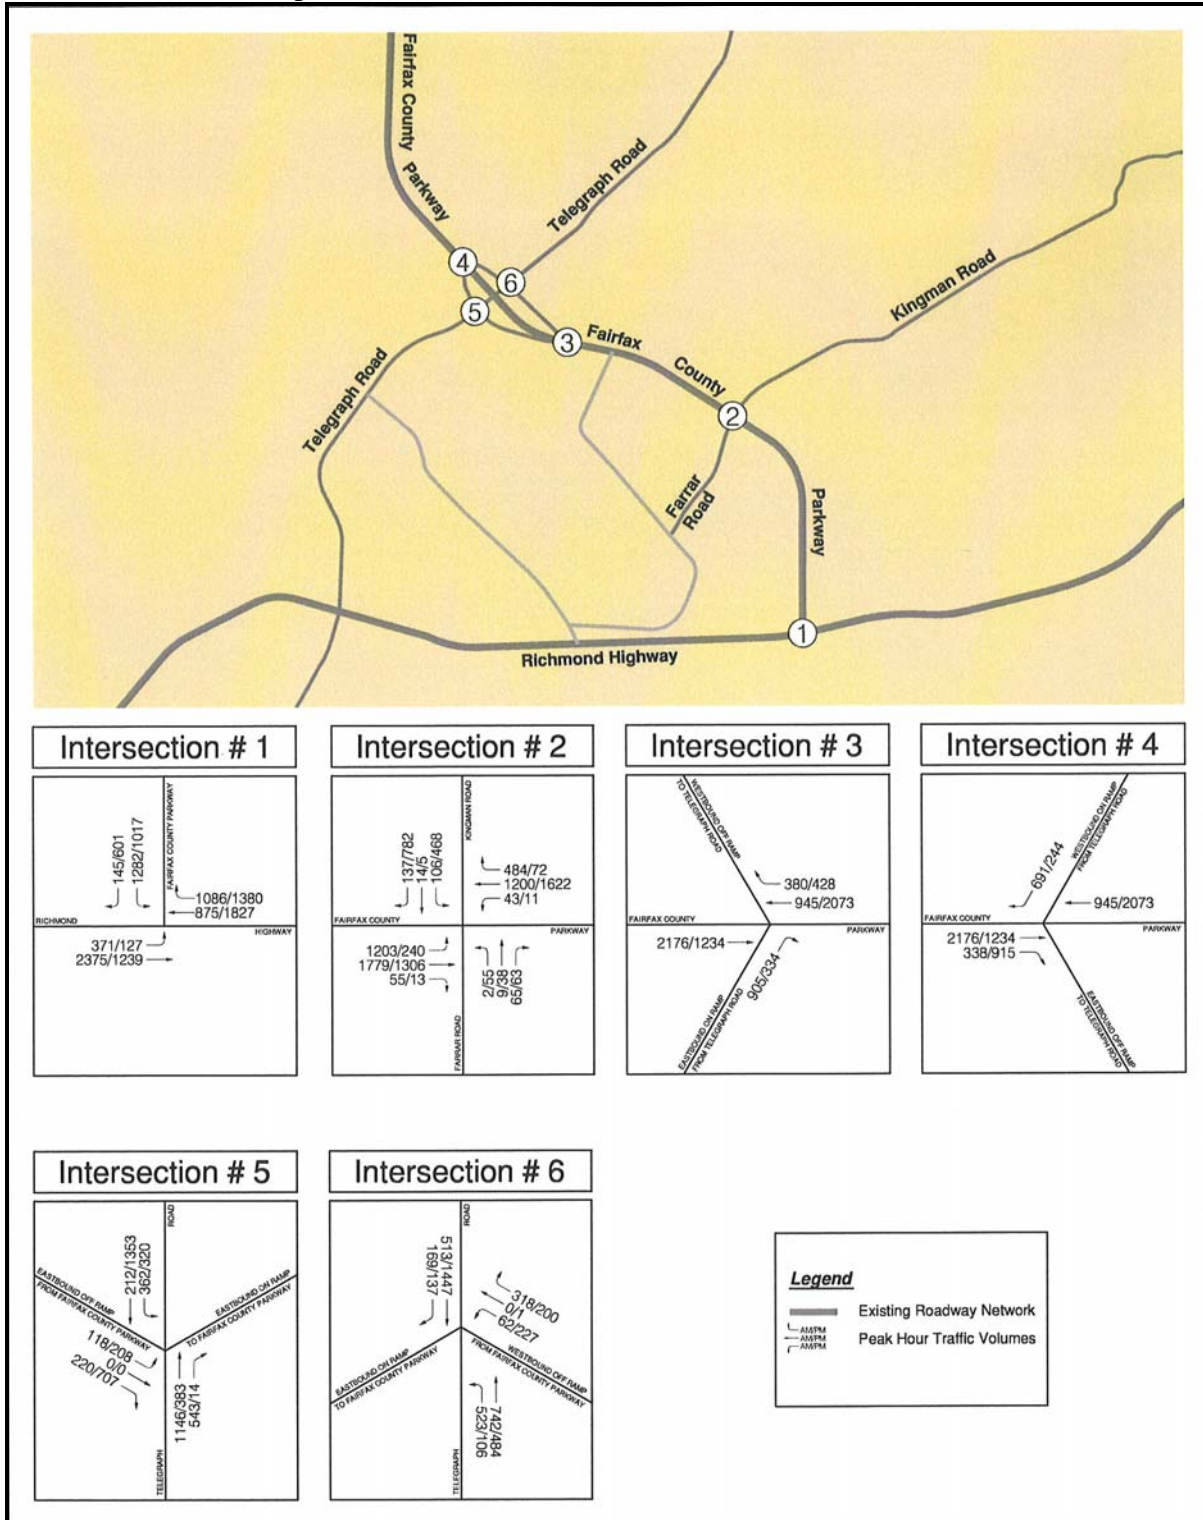 Fairfax County
Parkway
Telegraph Road
Kingman Road
4
6
5
3
Fairfax
County
2
Telegraph Road
Farrar
Road
Parkway
1
Richmond Highway
Intersection # 1
145/601
1282/1017
FAIRFAX COUNTY PARKWAY
1086/1380
875/1827
RICHMOND
HIGHWAY
371/127
2375/1239
Intersection # 2
137/782
14/5
106/468
KINGMAN ROAD
484/72
1200/1622
43/11
FAIRFAX COUNTY
PARKWAY
1203/240
1779/1306
55/13
2/55
9/38
65/63
FARRAR ROAD
Intersection # 3
WESTBOUND OFF RAMP
TO TELEGRAPH ROAD
380/428
945/2073
FAIRFAX COUNTY
PARKWAY
2176/1234
905/334
EASTBOUND ON RAMP
FROM TELEGRAPH ROAD
Intersection # 4
WESTBOUND ON RAMP
FROM TELEGRAPH ROAD
691/244
945/2073
FAIRFAX COUNTY
PARKWAY
2176/1234
338/915
EASTBOUND OFF RAMP
TO TELEGRAPH ROAD
Intersection # 5
212/1353
362/320
ROAD
EASTBOUND OFF RAMP
FROM FAIRFAX COUNTY PARKWAY
EASTBOUND ON RAMP
TO FAIRFAX COUNTY PARKWAY
118/208
0/0
220/707
1146/383
543/14
TELEGRAPH
Intersection # 6
ROAD
513/1447
169/137
318/200
0/1
62/227
EASTBOUND ON RAMP
TO FAIRFAX COUNTY PARKWAY
WESTBOUND OFF RAMP
FROM FAIRFAX COUNTY PARKWAY
742/484
523/106
TELEGRAPH
Legend
Existing Roadway Network
AM/PM
AM/PM
AM/PM
Peak Hour Traffic Volumes